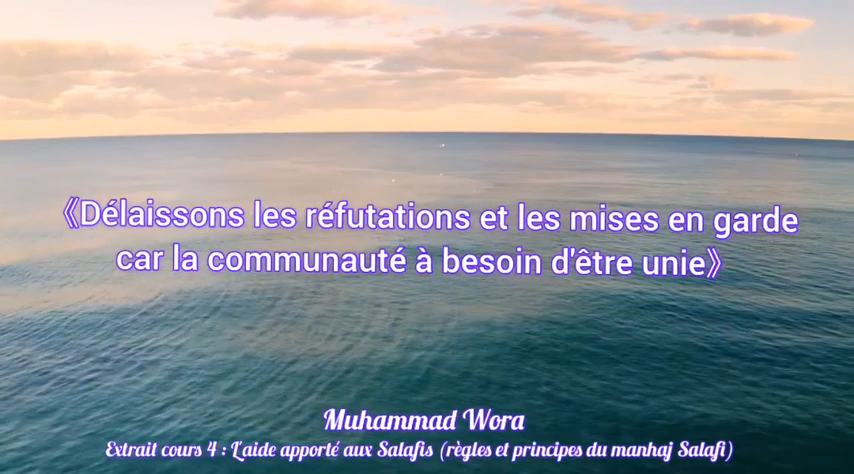 《Délaissons les réfutations et les mises en garde
car la communauté à besoin d'être unie》
Muhammad Wora
Extrait cours 4 : L'aide apporté aux Salafis (règles et principes du manhaj Salafi)